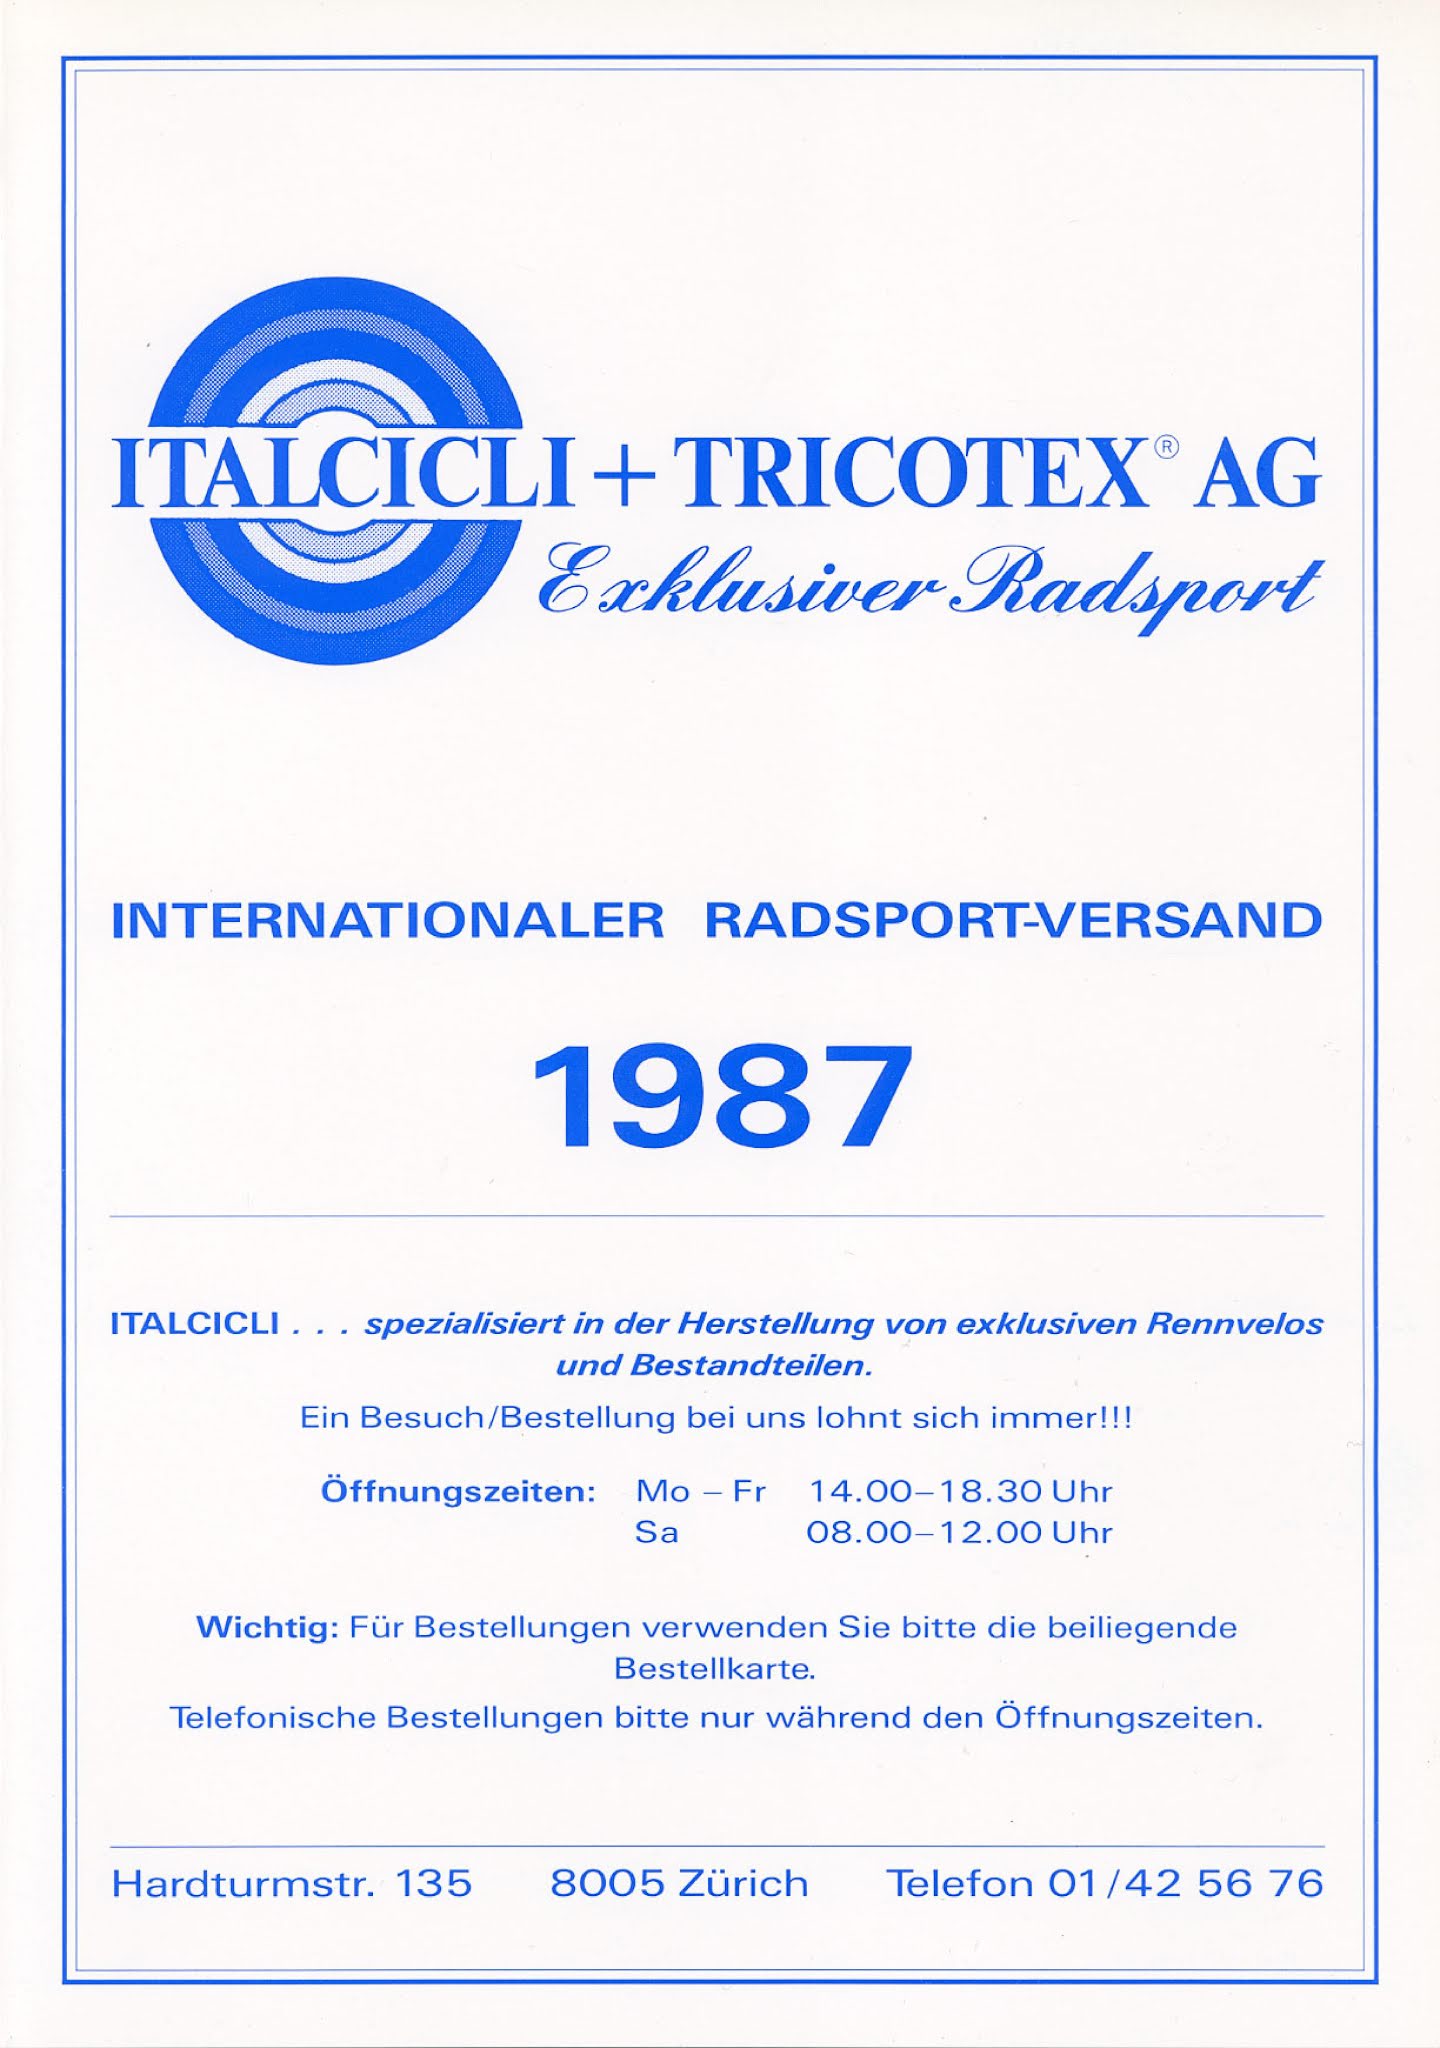 ITALCICLI + TRICOTEX® AG
Exklusiver Radsport
INTERNATIONALER RADSPORT-VERSAND
1987
ITALCICLI . . . spezialisiert in der Herstellung von exklusiven Rennvelos
und Bestandteilen.
Ein Besuch/Bestellung bei uns lohnt sich immer!!!
Öffnungszeiten: Mo – Fr 14.00–18.30 Uhr
Sa 08.00–12.00 Uhr
Wichtig: Für Bestellungen verwenden Sie bitte die beiliegende
Bestellkarte.
Telefonische Bestellungen bitte nur während den Öffnungszeiten.
Hardturmstr. 135 8005 Zürich Telefon 01/42 56 76